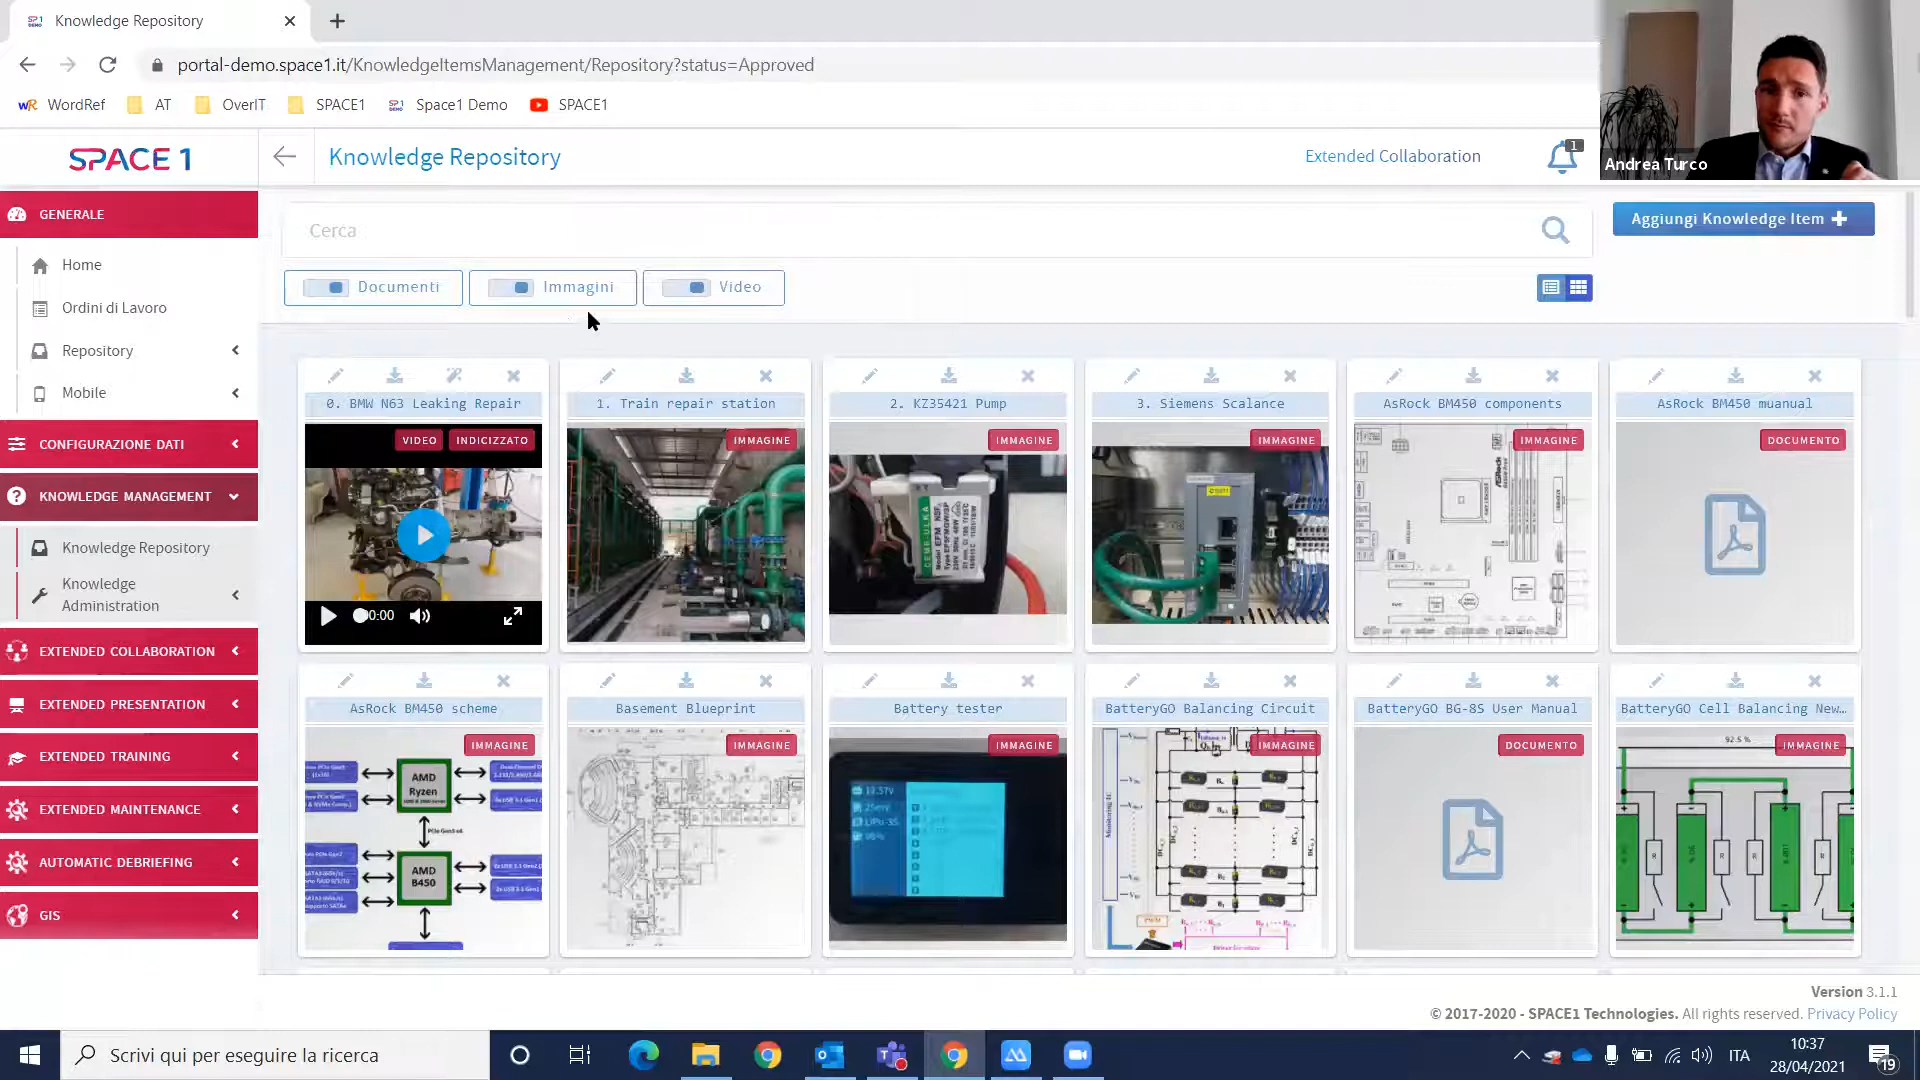 Knowledge Repository
portal-demo.space1.it/KnowledgeItemsManagement/Repository?status=Approved
WordRef
AT
OverIT
SPACE1
Space1 Demo
SPACE1
Andrea Turco
SPACE 1
Knowledge Repository
Extended Collaboration
1
GENERALE
Home
Ordini di Lavoro
Repository
Mobile
CONFIGURAZIONE DATI
KNOWLEDGE MANAGEMENT
Knowledge Repository
Knowledge
Administration
EXTENDED COLLABORATION
EXTENDED PRESENTATION
EXTENDED TRAINING
EXTENDED MAINTENANCE
AUTOMATIC DEBRIEFING
GIS
Cerca
Aggiungi Knowledge Item
Documenti
Immagini
Video
0. BMW N63 Leaking Repair
VIDEO
INDICIZZATO
00:00
1. Train repair station
IMMAGINE
2. KZ35421 Pump
IMMAGINE
3. Siemens Scalance
IMMAGINE
AsRock BM450 components
IMMAGINE
AsRock BM450 muanual
DOCUMENTO
AsRock BM450 scheme
IMMAGINE
AMD
Ryzen
AMD
B450
Basement Blueprint
IMMAGINE
Battery tester
IMMAGINE
BatteryGO Balancing Circuit
IMMAGINE
BatteryGO BG-8S User Manual
DOCUMENTO
BatteryGO Cell Balancing New...
92.5 %
IMMAGINE
Version 3.1.1
© 2017-2020 - SPACE1 Technologies. All rights reserved. Privacy Policy
Scrivi qui per eseguire la ricerca
ITA
10:37
28/04/2021
19